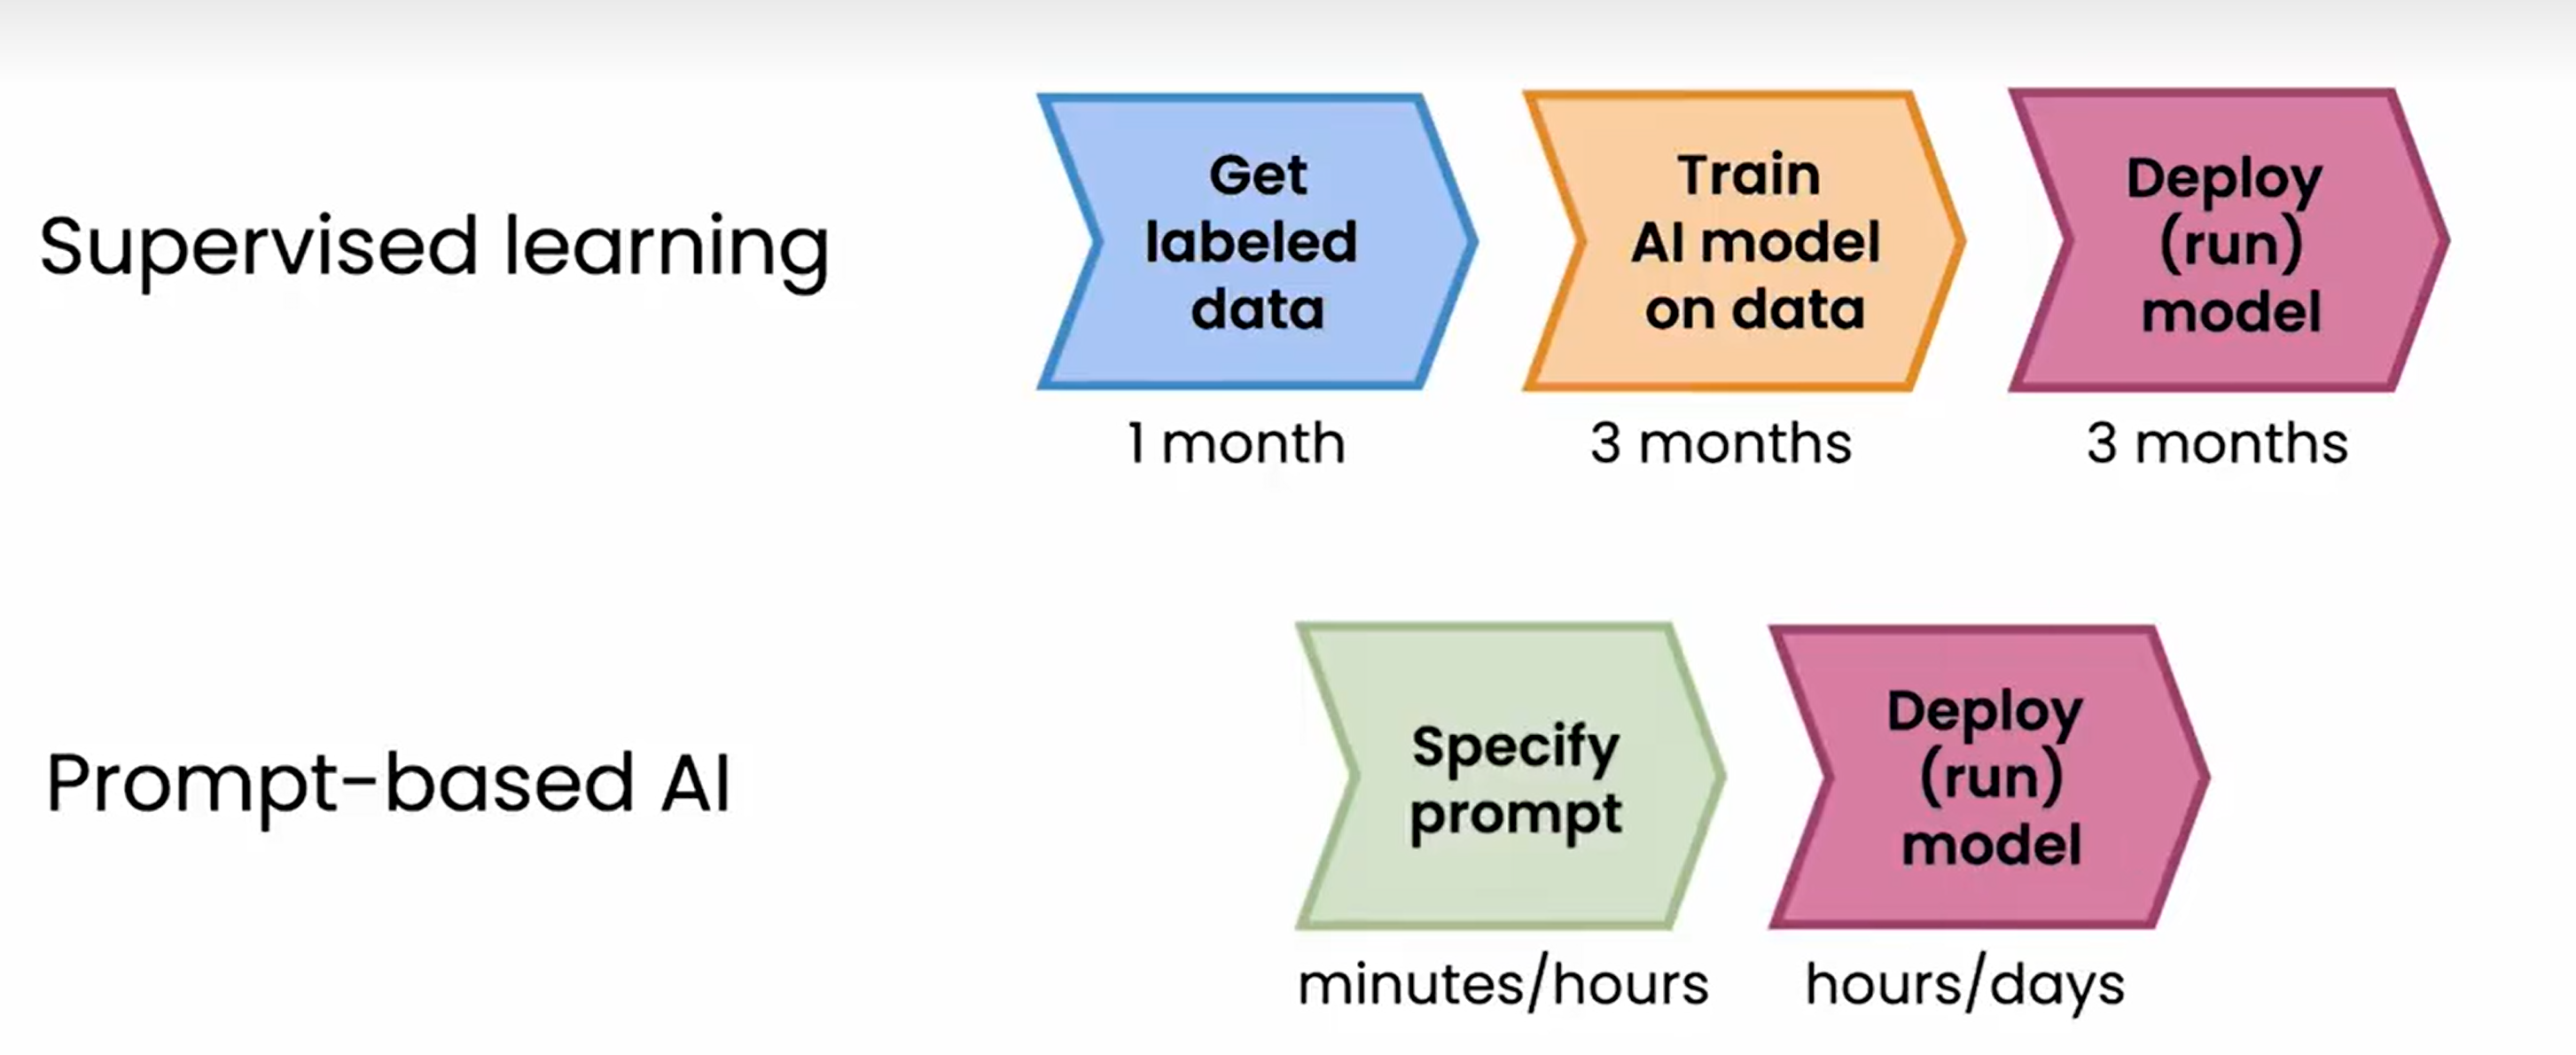 Supervised learning
Get
labeled
data
1 month
Train
AI model
on data
3 months
Deploy
(run)
model
3 months
Prompt-based AI
Specify
prompt
minutes/hours
Deploy
(run)
model
hours/days